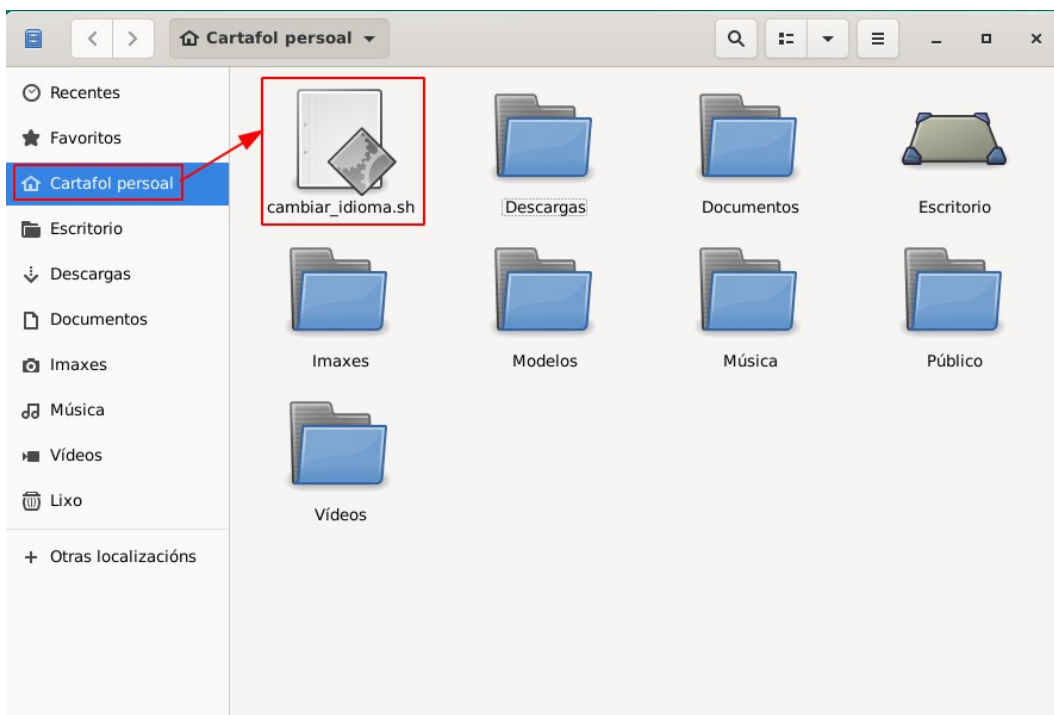 Cartafol persoal
Recentes
Favoritos
Cartafol persoal
Escritorio
Descargas
Documentos
Imaxes
Música
Vídeos
Lixo
Otras localizacións
cambiar_idioma.sh
Descargas
Documentos
Escritorio
Imaxes
Modelos
Música
Público
Vídeos